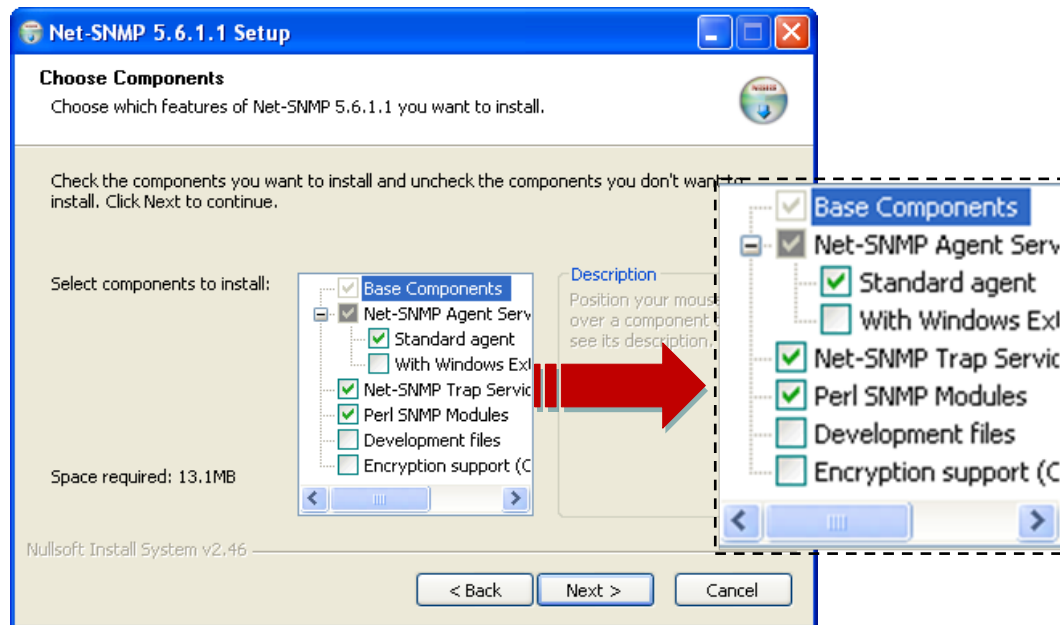 Net-SNMP 5.6.1.1 Setup
Choose Components
Choose which features of Net-SNMP 5.6.1.1 you want to install.
Check the components you want to install and uncheck the components you don't want to
install. Click Next to continue.
Select components to install:
Base Components
Net-SNMP Agent Serv
Standard agent
With Windows Ext
Net-SNMP Trap Servic
Perl SNMP Modules
Development files
Encryption support (C
Space required: 13.1MB
Description
Position your mous
over a component
see its description.
Nullsoft Install System v2.46
< Back
Next >
Cancel
Base Components
Net-SNMP Agent Serv
Standard agent
With Windows Ext
Net-SNMP Trap Servic
Perl SNMP Modules
Development files
Encryption support (C